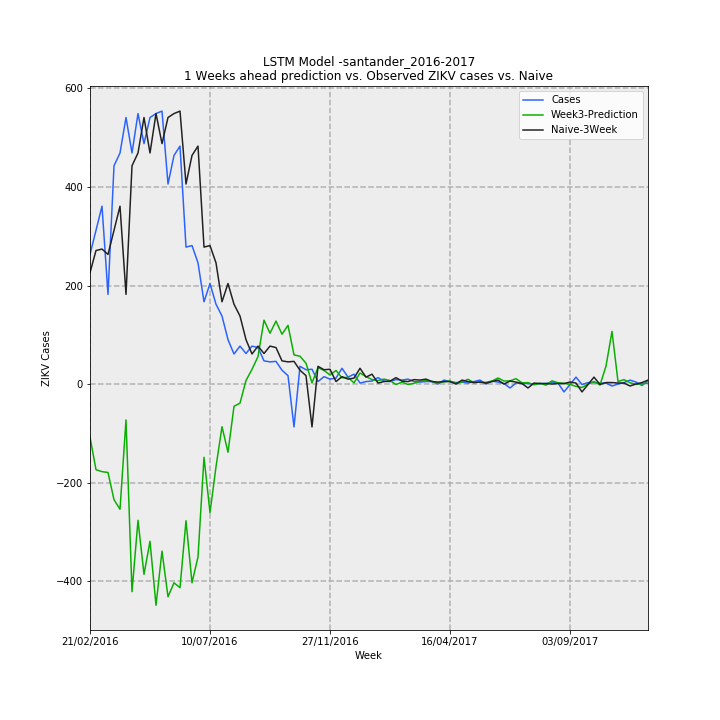 LSTM Model -santander_2016-2017
1 Weeks ahead prediction vs. Observed ZIKV cases vs. Naive
Cases
Week3-Prediction
Naive-3Week
ZIKV Cases
600
400
200
0
−200
−400
21/02/2016
10/07/2016
27/11/2016
16/04/2017
03/09/2017
Week